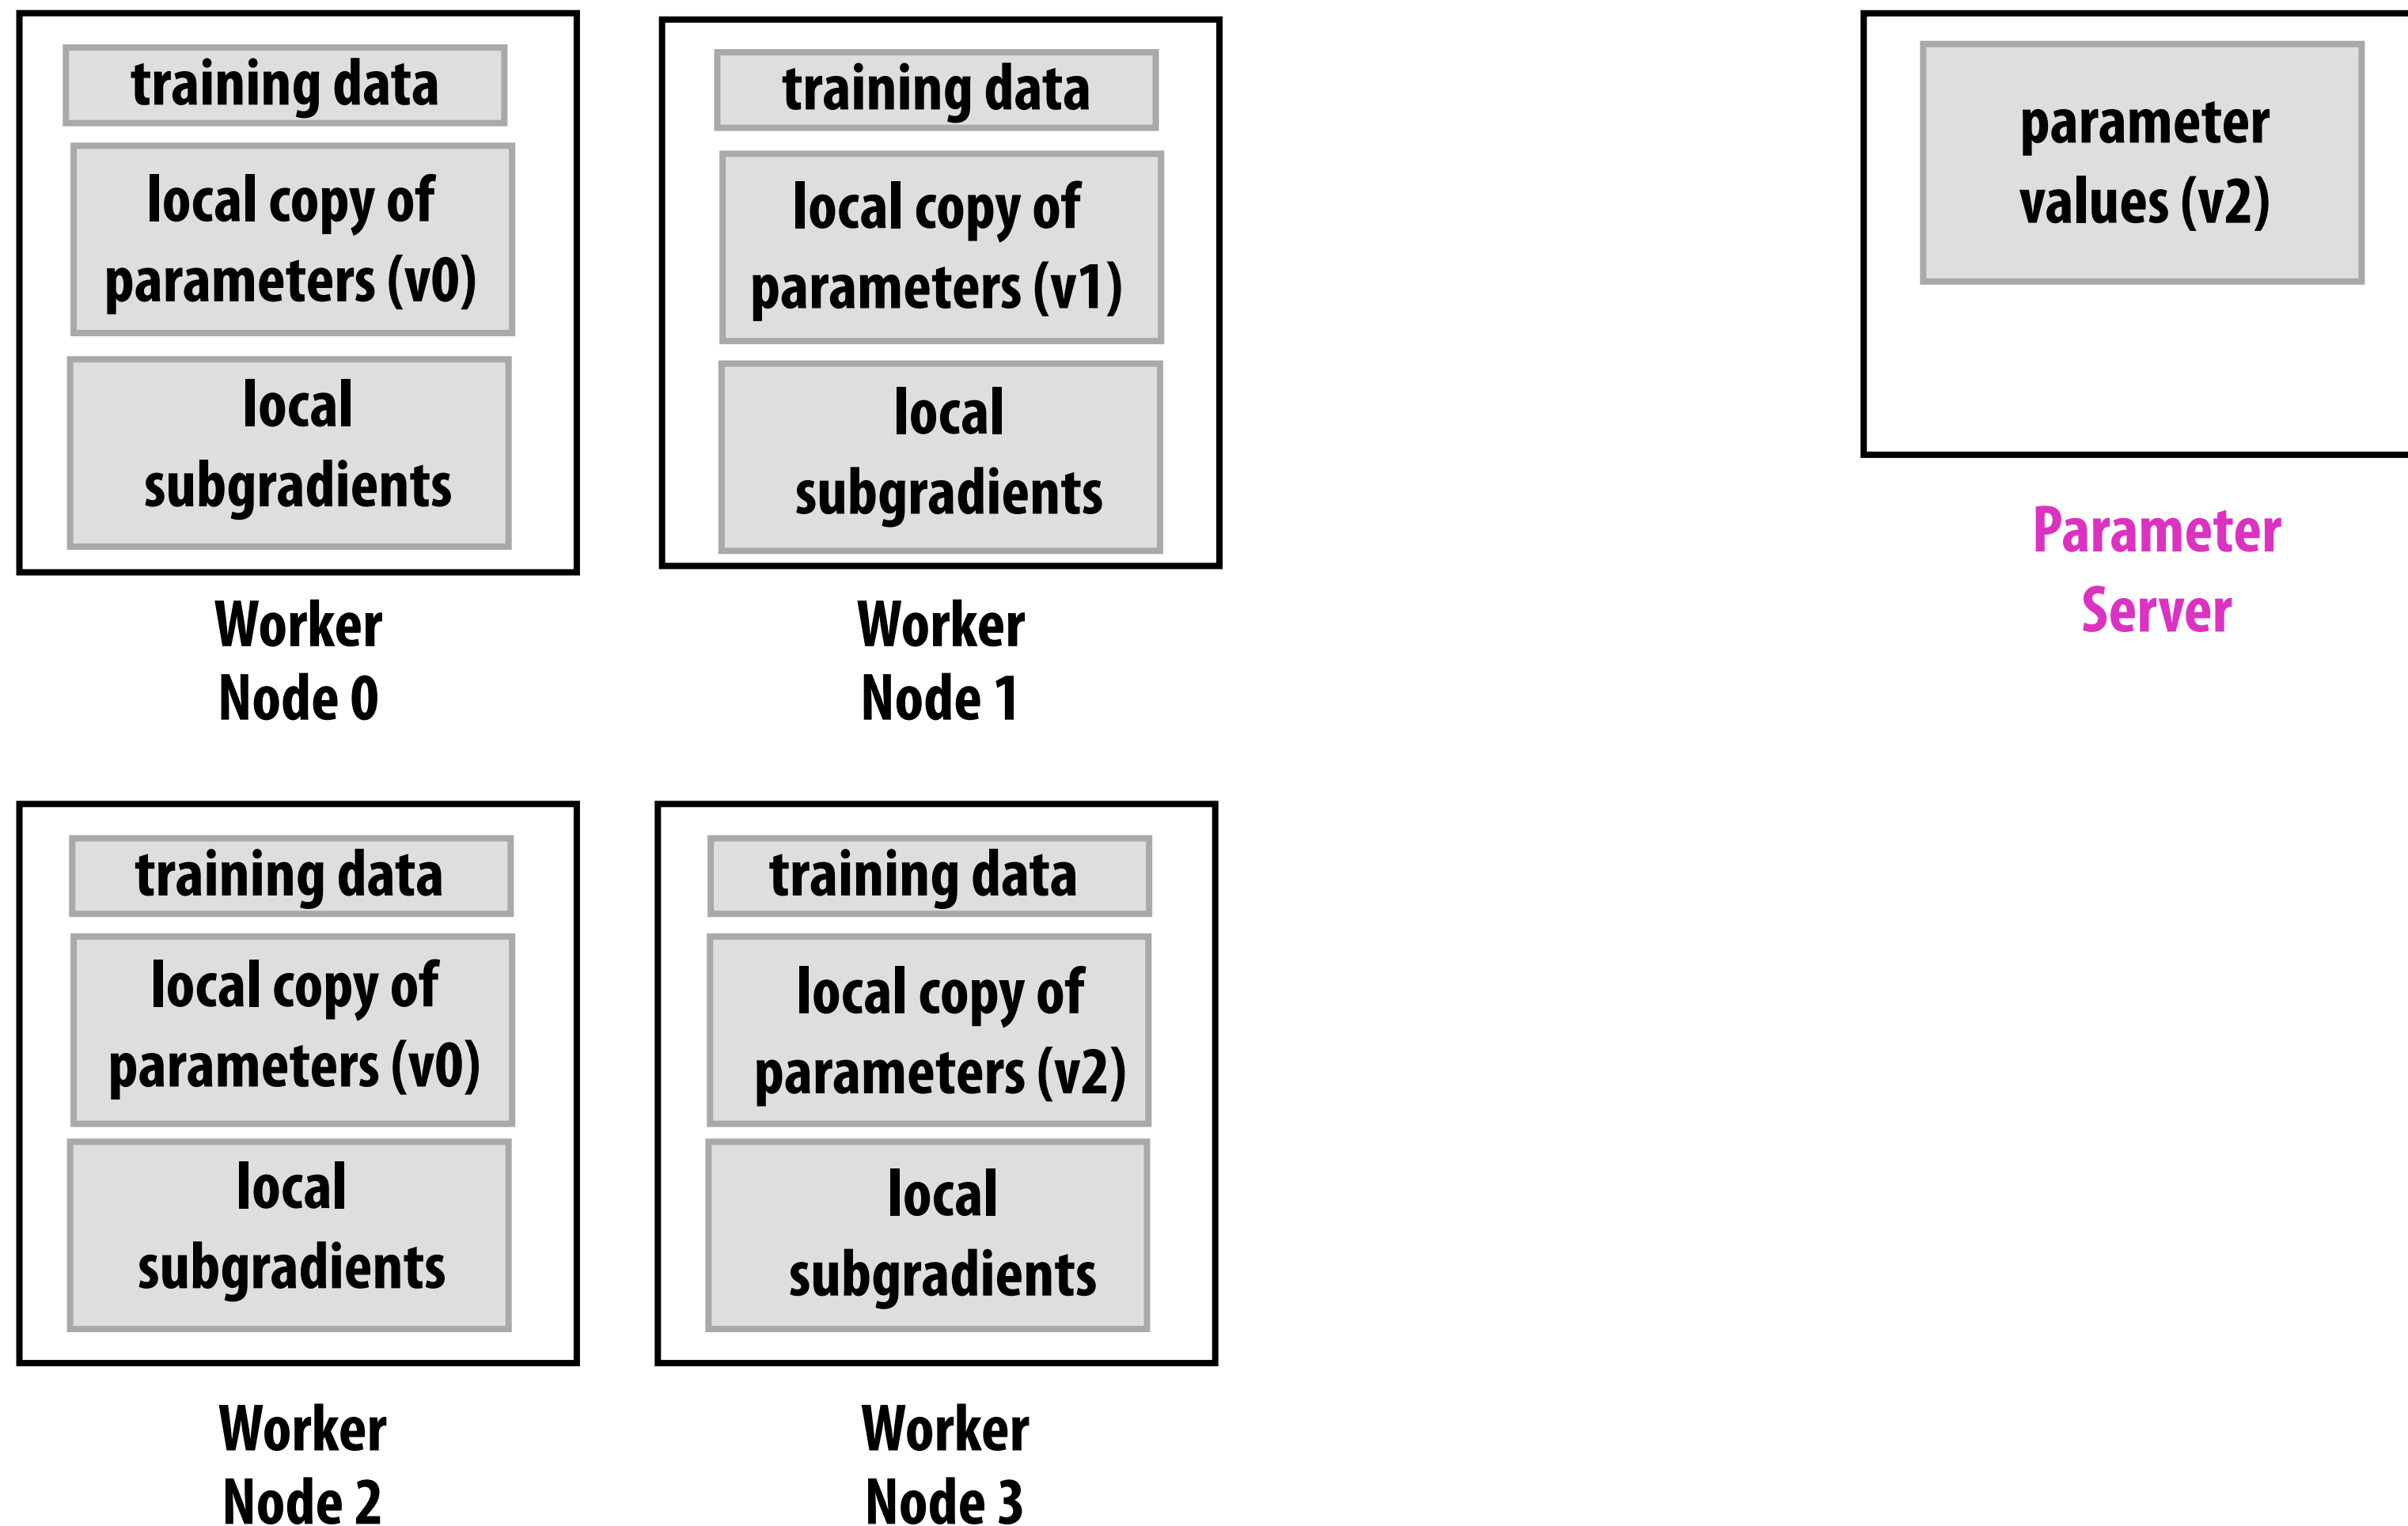 training data
local copy of
parameters (v0)
local
subgradients
Worker
Node 0
training data
local copy of
parameters (v1)
local
subgradients
Worker
Node 1
parameter
values (v2)
Parameter
Server
training data
local copy of
parameters (v0)
local
subgradients
Worker
Node 2
training data
local copy of
parameters (v2)
local
subgradients
Worker
Node 3